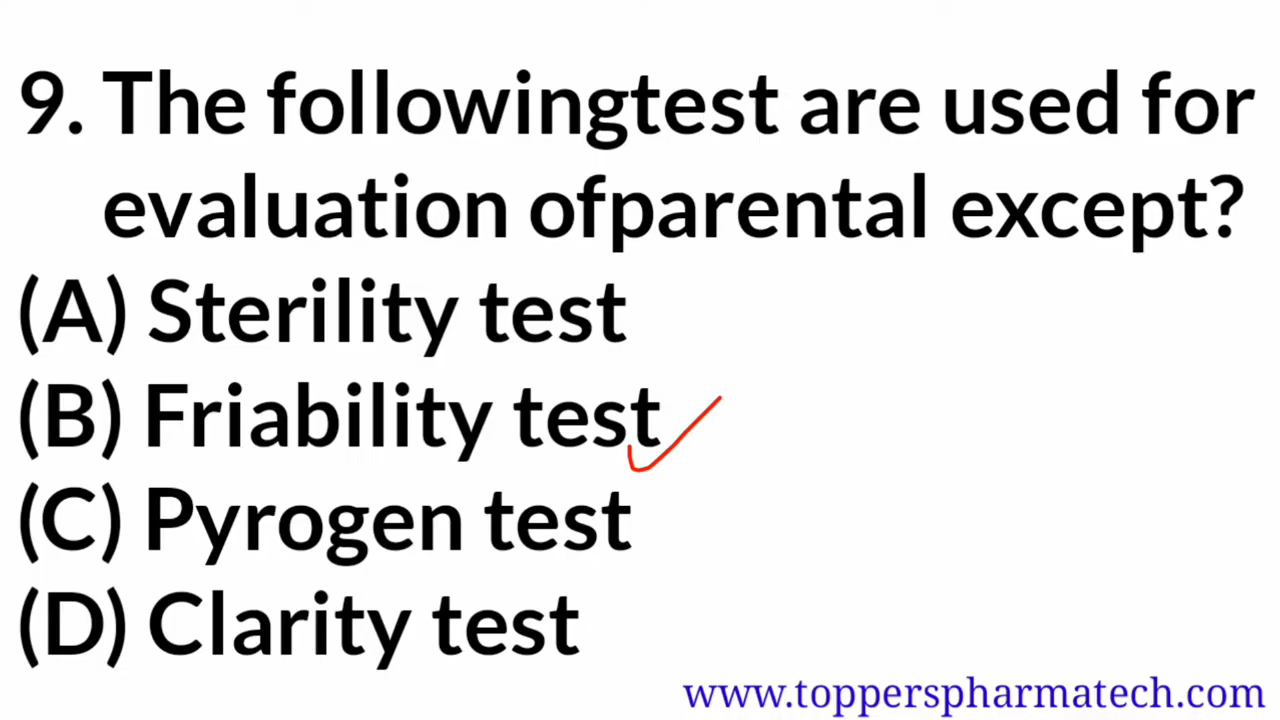 9. The followingtest are used for
evaluation ofparental except?
(A) Sterility test
(B) Friability test
(C) Pyrogen test
(D) Clarity test
www.topperspharmatech.com